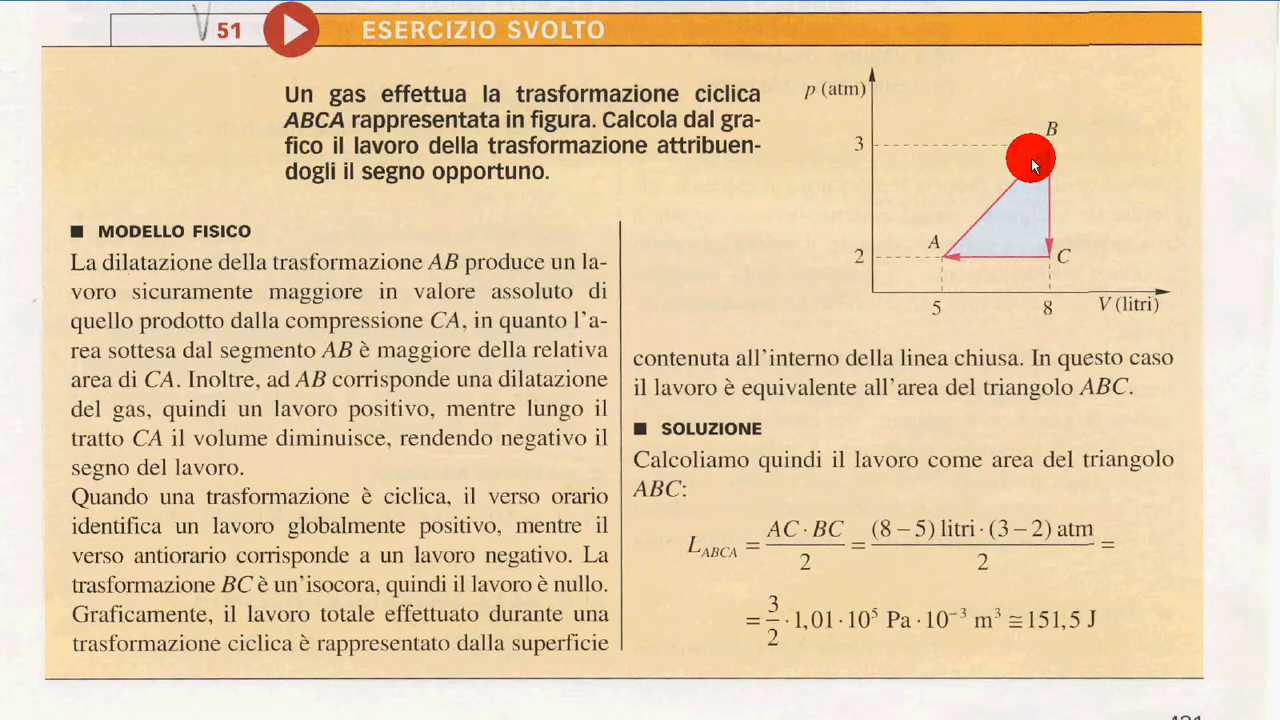 51 ESERCIZIO SVOLTO
Un gas effettua la trasformazione ciclica
ABCA rappresentata in figura. Calcola dal gra-
fico il lavoro della trasformazione attribuen-
dogli il segno opportuno.
p (atm)
B
3
A
2
C
5
8
V (litri)
■ MODELLO FISICO
La dilatazione della trasformazione AB produce un la-
voro sicuramente maggiore in valore assoluto di
quello prodotto dalla compressione CA, in quanto l'a-
rea sottesa dal segmento AB è maggiore della relativa
area di CA. Inoltre, ad AB corrisponde una dilatazione
del gas, quindi un lavoro positivo, mentre lungo il
tratto CA il volume diminuisce, rendendo negativo il
segno del lavoro.
Quando una trasformazione è ciclica, il verso orario
identifica un lavoro globalmente positivo, mentre il
verso antiorario corrisponde a un lavoro negativo. La
trasformazione BC è un'isocora, quindi il lavoro è nullo.
Graficamente, il lavoro totale effettuato durante una
trasformazione ciclica è rappresentato dalla superficie
contenuta all'interno della linea chiusa. In questo caso
il lavoro è equivalente all'area del triangolo ABC.
■ SOLUZIONE
Calcoliamo quindi il lavoro come area del triangolo
ABC:
L_ABCA = AC · BC / 2 = (8 – 5) litri · (3 – 2) atm / 2 =
= 3/2 · 1,01 · 10⁵ Pa · 10⁻³ m³ ≅ 151,5 J